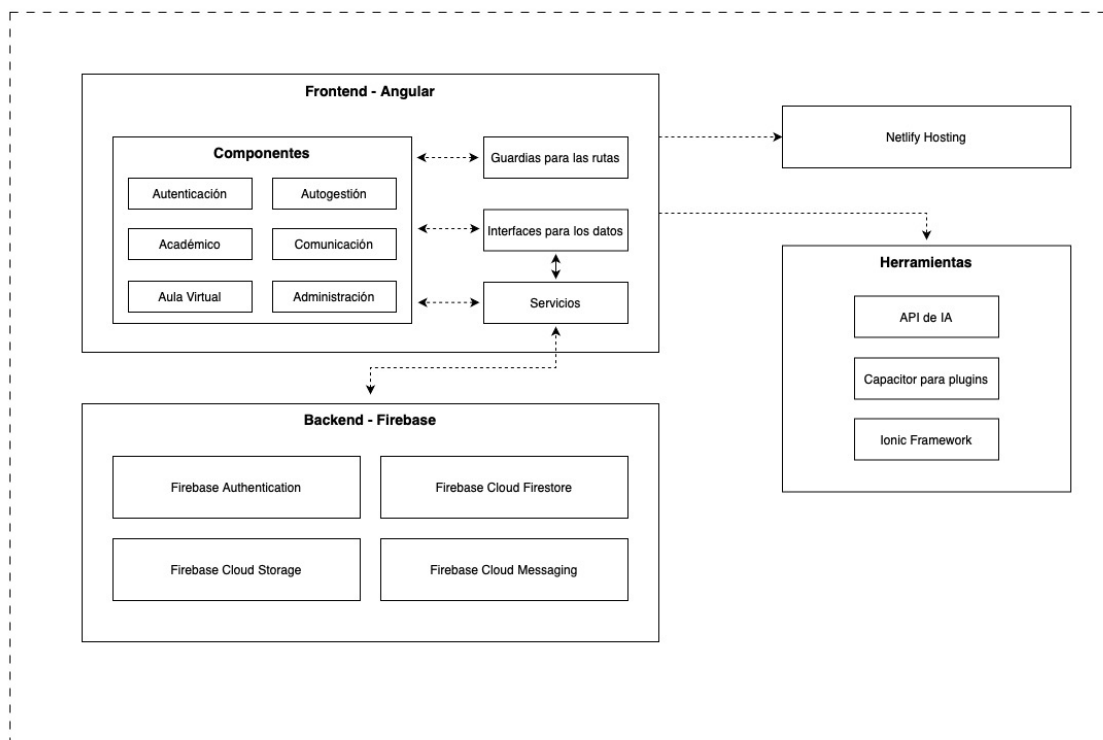 Frontend - Angular
Componentes
Autenticación
Autogestión
Académico
Comunicación
Aula Virtual
Administración
Guardias para las rutas
Interfaces para los datos
Servicios
Netlify Hosting
Herramientas
API de IA
Capacitor para plugins
Ionic Framework
Backend - Firebase
Firebase Authentication
Firebase Cloud Firestore
Firebase Cloud Storage
Firebase Cloud Messaging